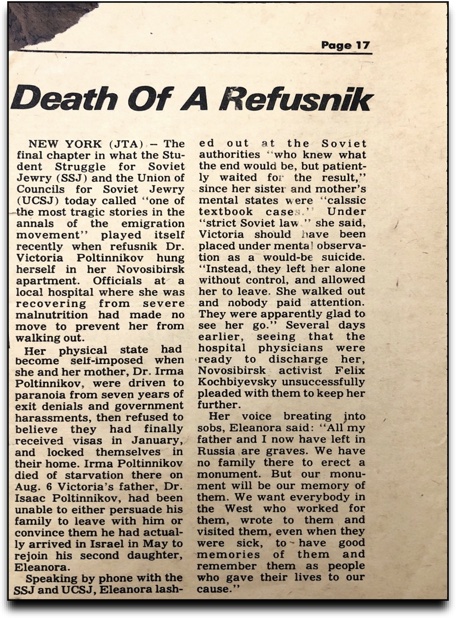 Page 17
Death Of A Refusnik
NEW YORK (JTA) – The
final chapter in what the Stu-
dent Struggle for Soviet
Jewry (SSJ) and the Union of
Councils for Soviet Jewry
(UCSJ) today called "one of
the most tragic stories in the
annals of the emigration
movement" played itself
recently when refusnik Dr.
Victoria Poltinnikov hung
herself in her Novosibirsk
apartment. Officials at a
local hospital where she was
recovering from severe
malnutrition had made no
move to prevent her from
walking out.
Her physical state had
become self-imposed when
she and her mother, Dr. Irma
Poltinnikov, were driven to
paranoia from seven years of
exit denials and government
harassments, then refused to
believe they had finally
received visas in January,
and locked themselves in
their home. Irma Poltinnikov
died of starvation there on
Aug. 6 Victoria's father, Dr.
Isaac Poltinnikov, had been
unable to either persuade his
family to leave with him or
convince them he had actual-
ly arrived in Israel in May to
rejoin his second daughter,
Eleanora.
Speaking by phone with the
SSJ and UCSJ, Eleanora lash-
ed out at the Soviet
authorities "who knew what
the end would be, but patient-
ly waited for the result,"
since her sister and mother's
mental states were "calssic
textbook cases." Under
"strict Soviet law" she said,
Victoria should have been
placed under mental observa-
tion as a would-be suicide.
"Instead, they left her alone
without control, and allowed
her to leave. She walked out
and nobody paid attention.
They were apparently glad to
see her go." Several days
earlier, seeing that the
hospital physicians were
ready to discharge her,
Novosibirsk activist Felix
Kochbiyevsky unsuccessfully
pleaded with them to keep her
further.
Her voice breating into
sobs, Eleanora said: "All my
father and I now have left in
Russia are graves. We have
no family there to erect a
monument. But our monu-
ment will be our memory of
them. We want everybody in
the West who worked for
them, wrote to them and
visited them, even when they
were sick, to have good
memories of them and
remember them as people
who gave their lives to our
cause."